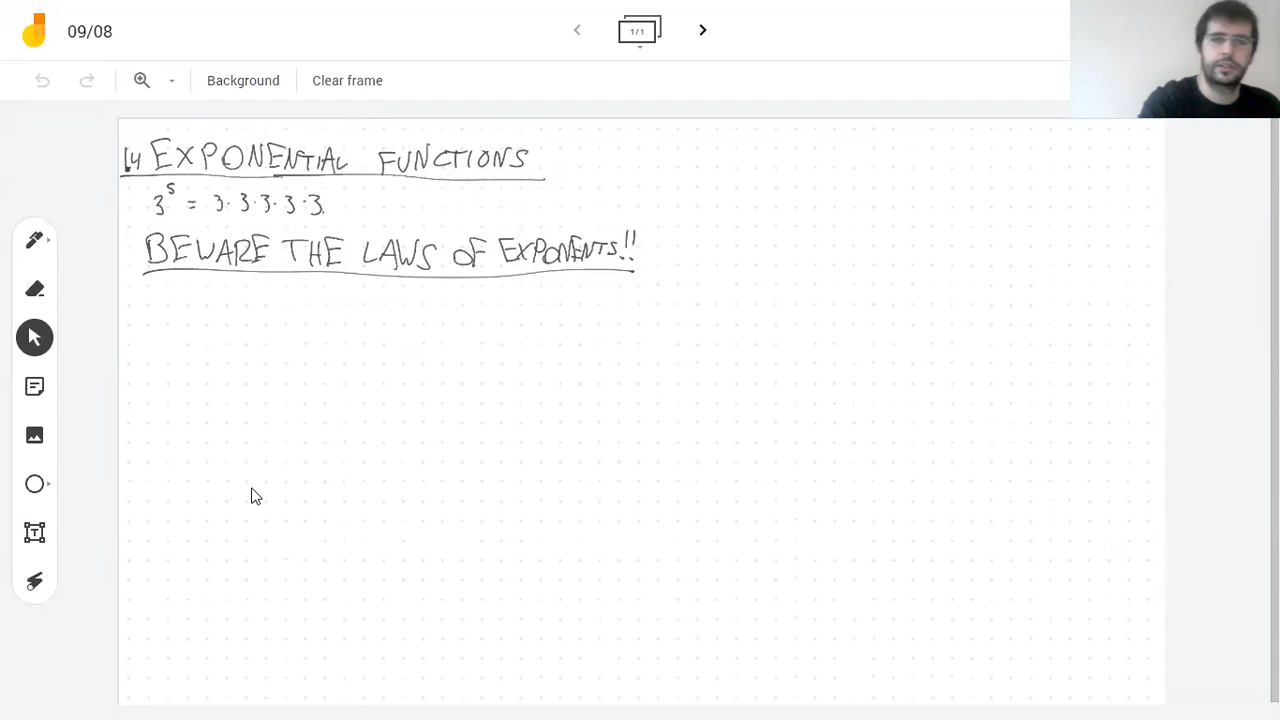 09/08
1/1
Background
Clear frame
1.4 EXPONENTIAL FUNCTIONS
3⁵ = 3·3·3·3·3.
BEWARE THE LAWS OF EXPONENTS!!
T